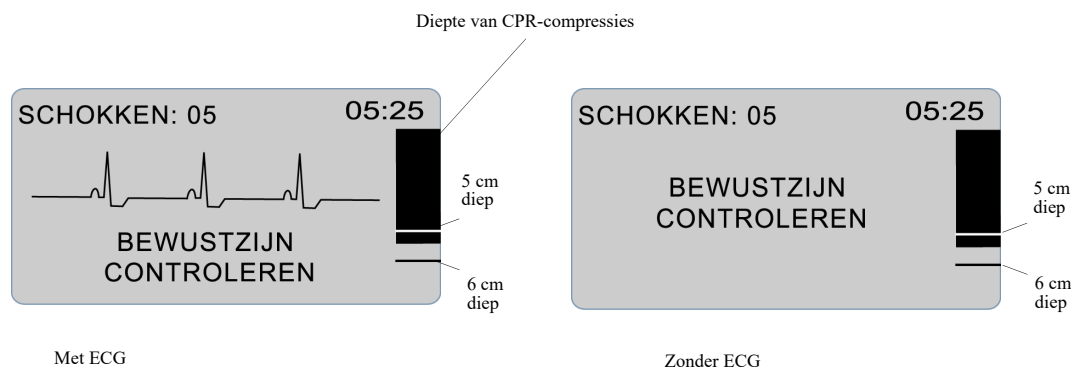 Diepte van CPR-compressies
SCHOKKEN: 05
05:25
5 cm
diep
BEWUSTZIJN
CONTROLEREN
6 cm
diep
Met ECG
SCHOKKEN: 05
05:25
BEWUSTZIJN
CONTROLEREN
5 cm
diep
6 cm
diep
Zonder ECG